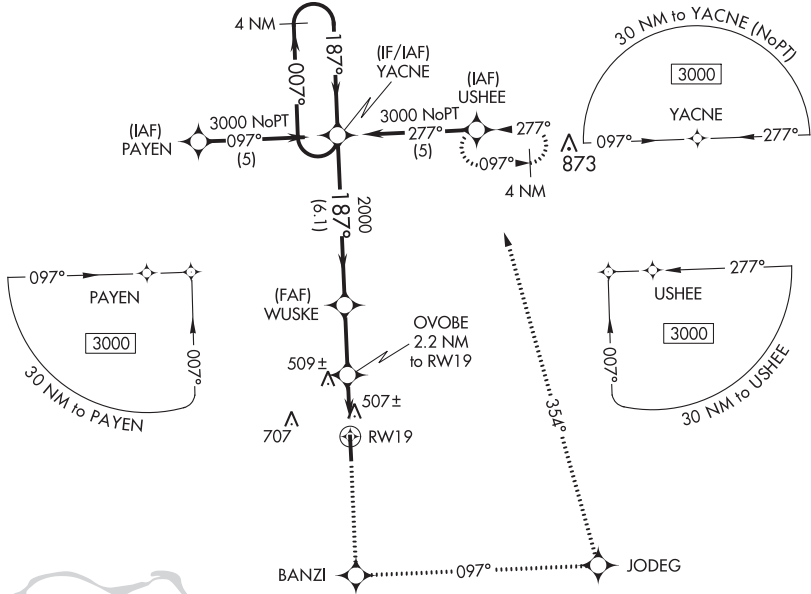 4 NM
187°
007°
(IF/IAF)
YACNE
(IAF)
USHEE
3000 NoPT
277°
(5)
277°
097°
4 NM
873
(IAF)
PAYEN
3000 NoPT
097°
(5)
30 NM to YACNE (NoPT)
3000
YACNE
097°
277°
2000
187°
(6.1)
097°
PAYEN
3000
007°
30 NM to PAYEN
(FAF)
WUSKE
OVOBE
2.2 NM
to RW19
509±
507±
707
RW19
277°
USHEE
3000
007°
30 NM to USHEE
354°
BANZI
097°
JODEG